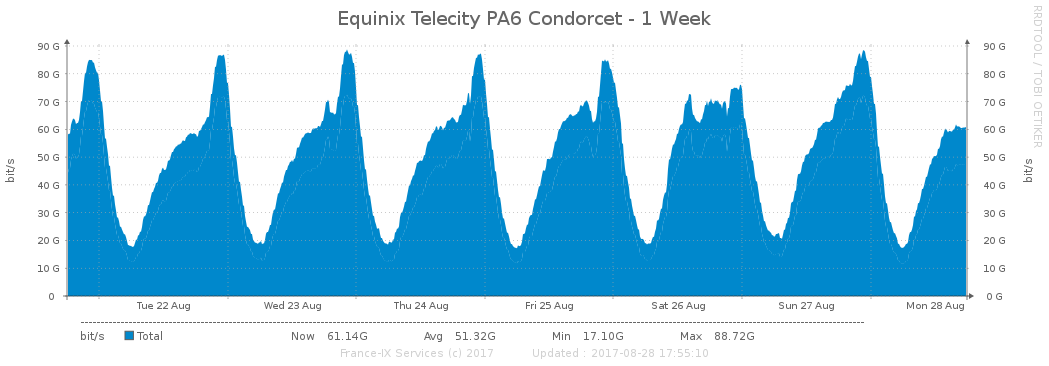 Equinix Telecity PA6 Condorcet - 1 Week
RRDTOOL / TOBI OETIKER
90 G 90 G
80 G 80 G
70 G 70 G
60 G 60 G
50 G 50 G
40 G 40 G
30 G 30 G
20 G 20 G
10 G 10 G
0 0 G
bit/s bit/s
Tue 22 Aug Wed 23 Aug Thu 24 Aug Fri 25 Aug Sat 26 Aug Sun 27 Aug Mon 28 Aug
bit/s Total Now 61.14G Avg 51.32G Min 17.10G Max 88.72G
France-IX Services (c) 2017 Updated : 2017-08-28 17:55:10